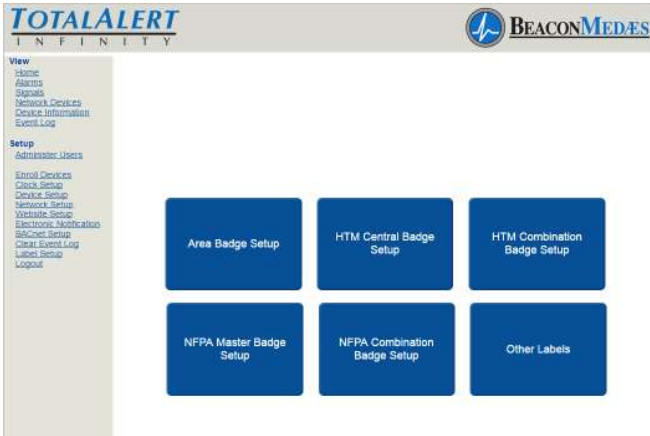 TOTALALERT
INFINITY
BEACONMEDÆS
View
Home
Alarms
Signals
Network Devices
Device Information
Event Log
Setup
Administer Users
Enroll Devices
Clock Setup
Device Setup
Network Setup
Website Setup
Electronic Notification
BACnet Setup
Clear Event Log
Label Setup
Logout
Area Badge Setup
HTM Central Badge
Setup
HTM Combination
Badge Setup
NFPA Master Badge
Setup
NFPA Combination
Badge Setup
Other Labels